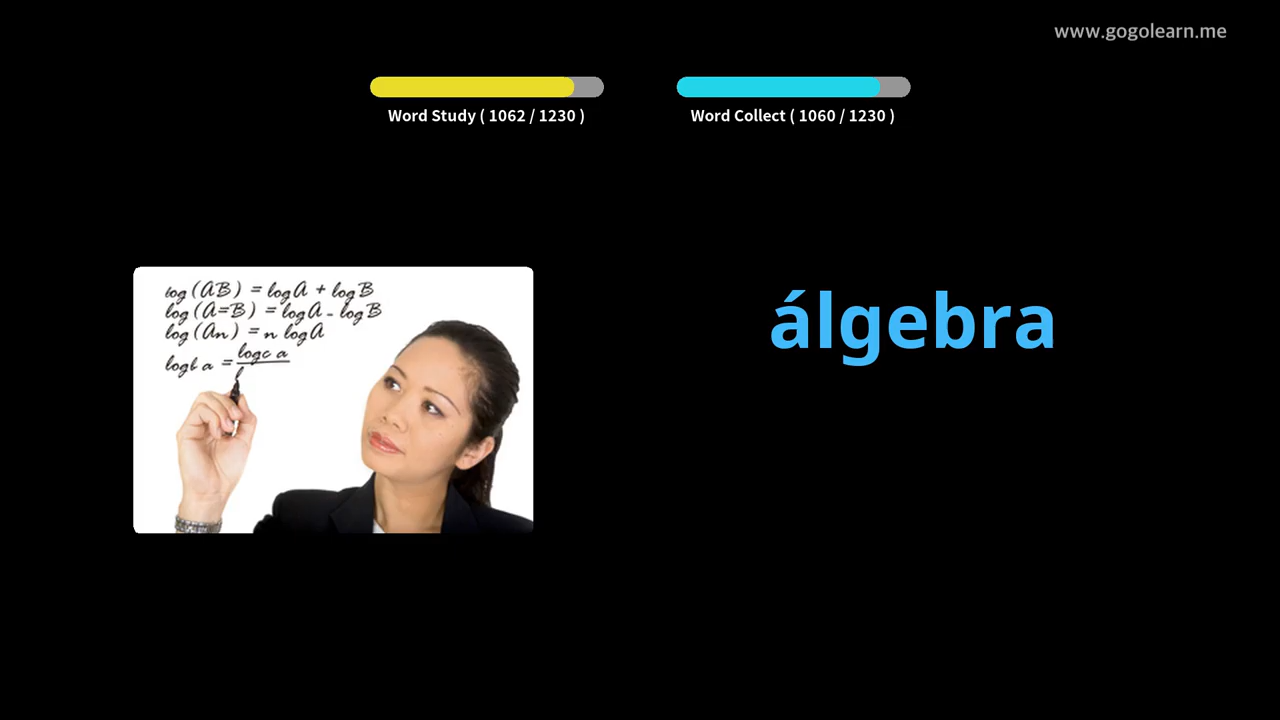 www.gogolearn.me
Word Study ( 1062 / 1230 )
Word Collect ( 1060 / 1230 )
log (AB) = log A + log B
log (A=B) = log A - log B
log (An) = n log A
logc a
logb a =
álgebra